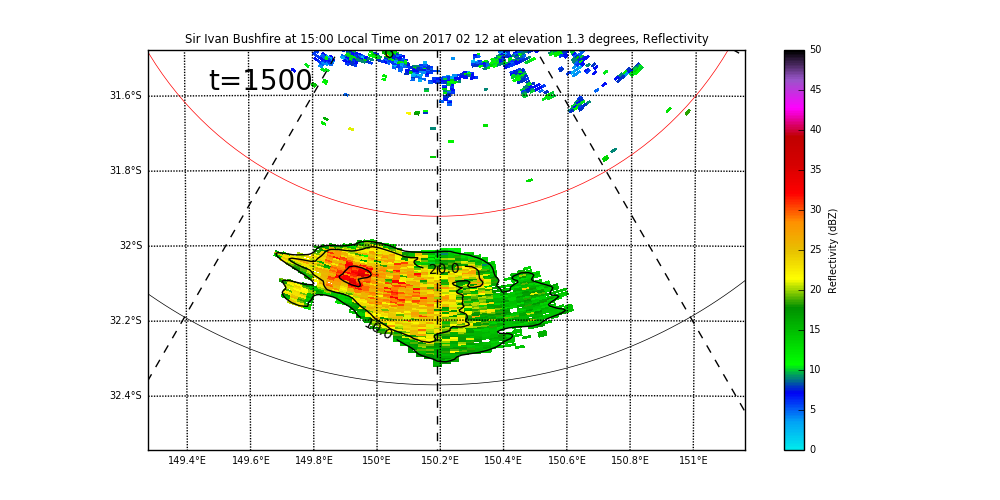 Sir Ivan Bushfire at 15:00 Local Time on 2017 02 12 at elevation 1.3 degrees, Reflectivity
t=1500
0
31.6°S
31.8°S
32°S
32.2°S
32.4°S
20.0
10.0
149.4°E 149.6°E 149.8°E 150°E 150.2°E 150.4°E 150.6°E 150.8°E 151°E
50
45
40
35
30
25
20
15
10
5
0
Reflectivity (dBZ)